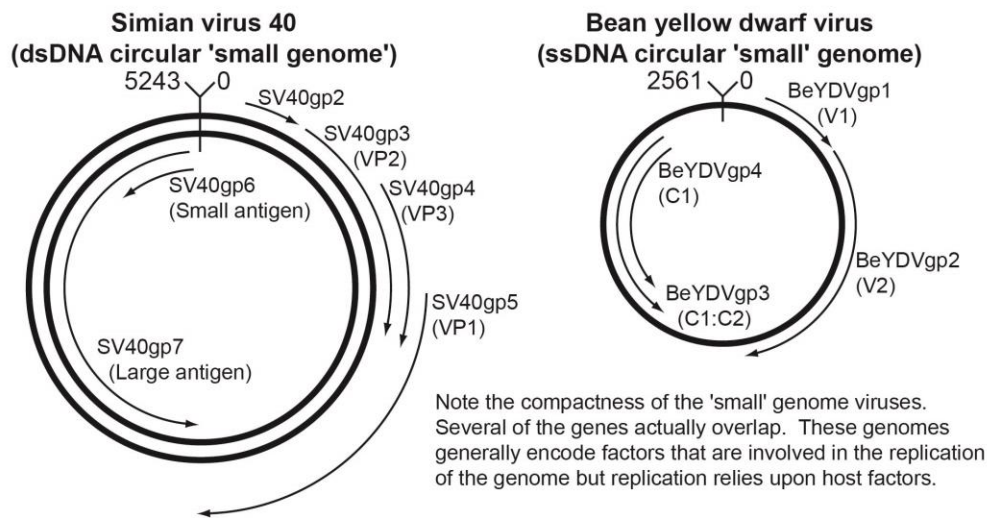 Simian virus 40
(dsDNA circular 'small genome')
5243 0
SV40gp2
SV40gp3
(VP2)
SV40gp4
(VP3)
SV40gp6
(Small antigen)
SV40gp5
(VP1)
SV40gp7
(Large antigen)
Bean yellow dwarf virus
(ssDNA circular 'small' genome)
2561 0
BeYDVgp1
(V1)
BeYDVgp4
(C1)
BeYDVgp2
(V2)
BeYDVgp3
(C1:C2)
Note the compactness of the 'small' genome viruses.
Several of the genes actually overlap. These genomes
generally encode factors that are involved in the replication
of the genome but replication relies upon host factors.